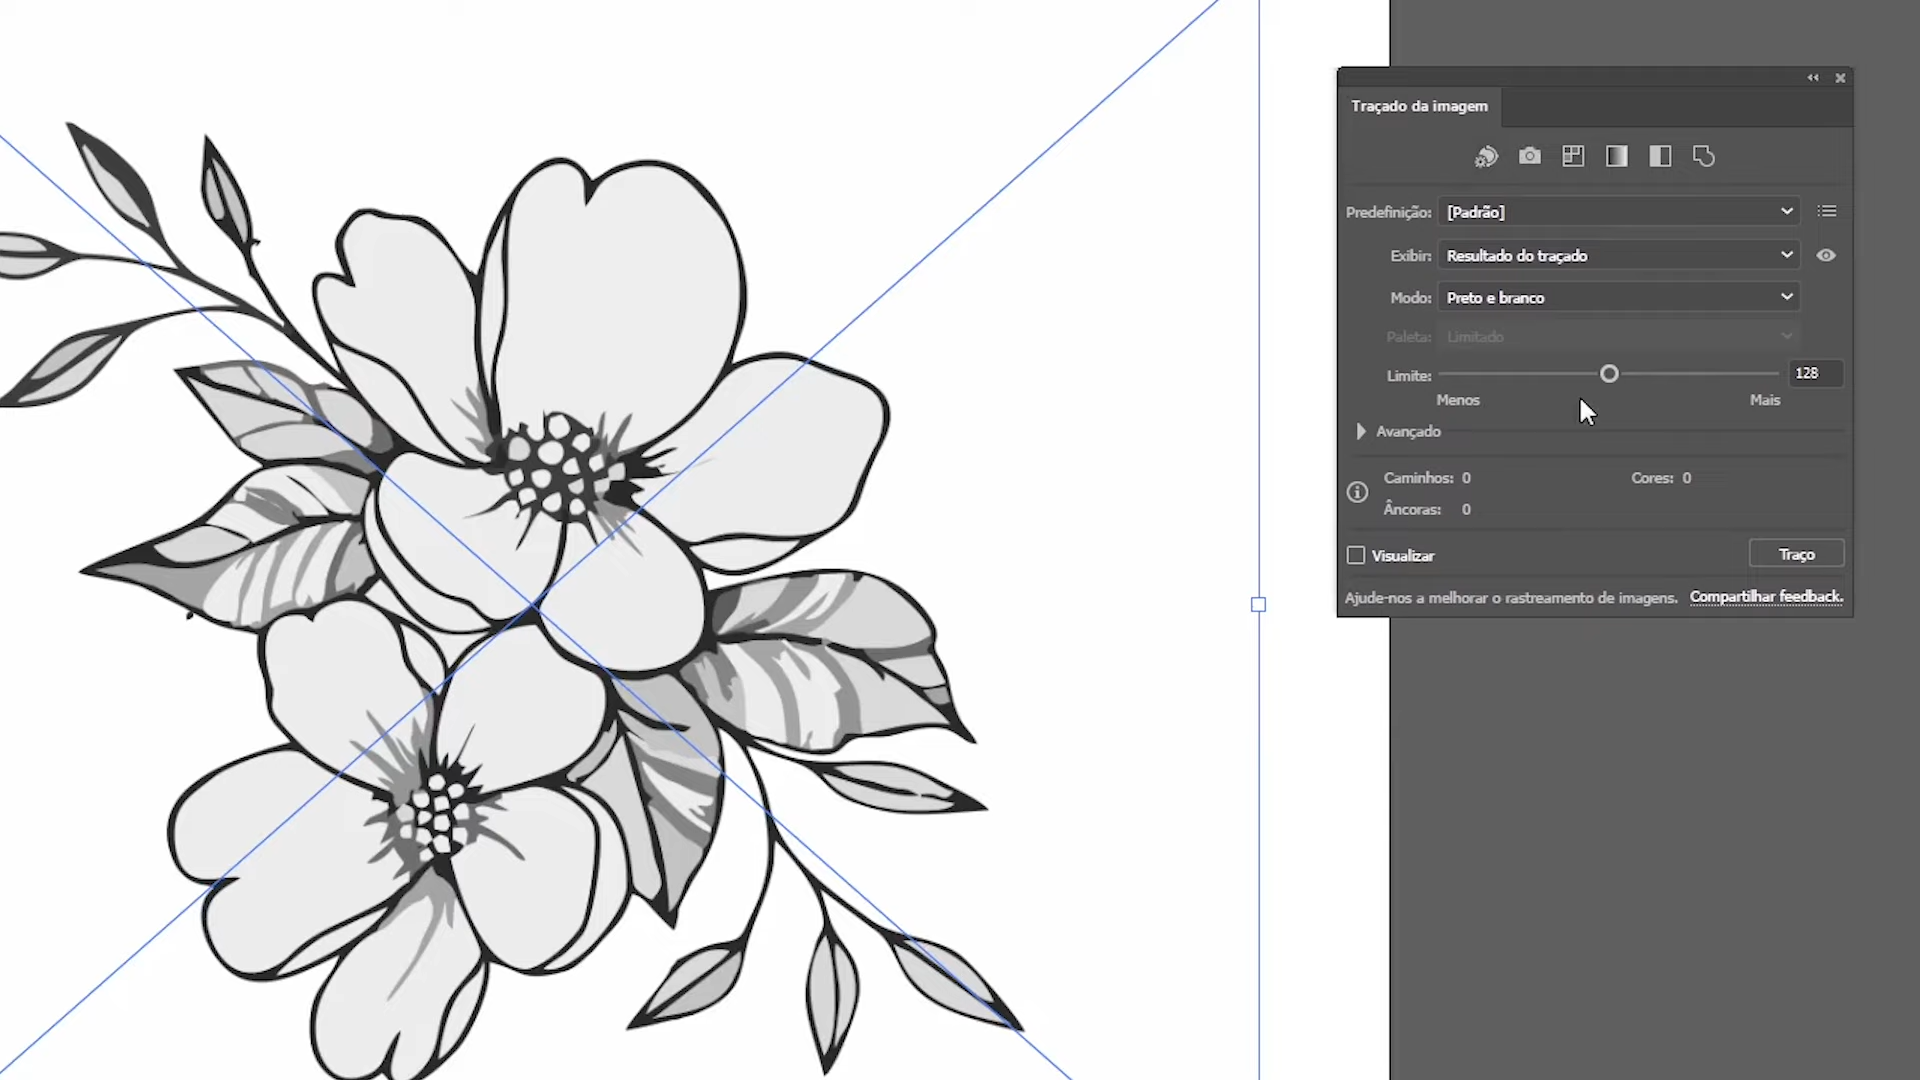 Traçado da imagem
Predefinição: [Padrão]
Exibir: Resultado do traçado
Modo: Preto e branco
Paleta: Limitado
Limite: 128
Menos Mais
Avançado
Caminhos: 0 Cores: 0
Âncoras: 0
Visualizar Traço
Ajude-nos a melhorar o rastreamento de imagens. Compartilhar feedback.